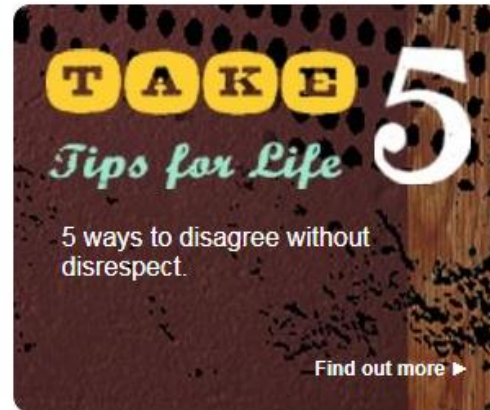 TAKE 5
Tips for Life
5 ways to disagree without
disrespect.
Find out more ►